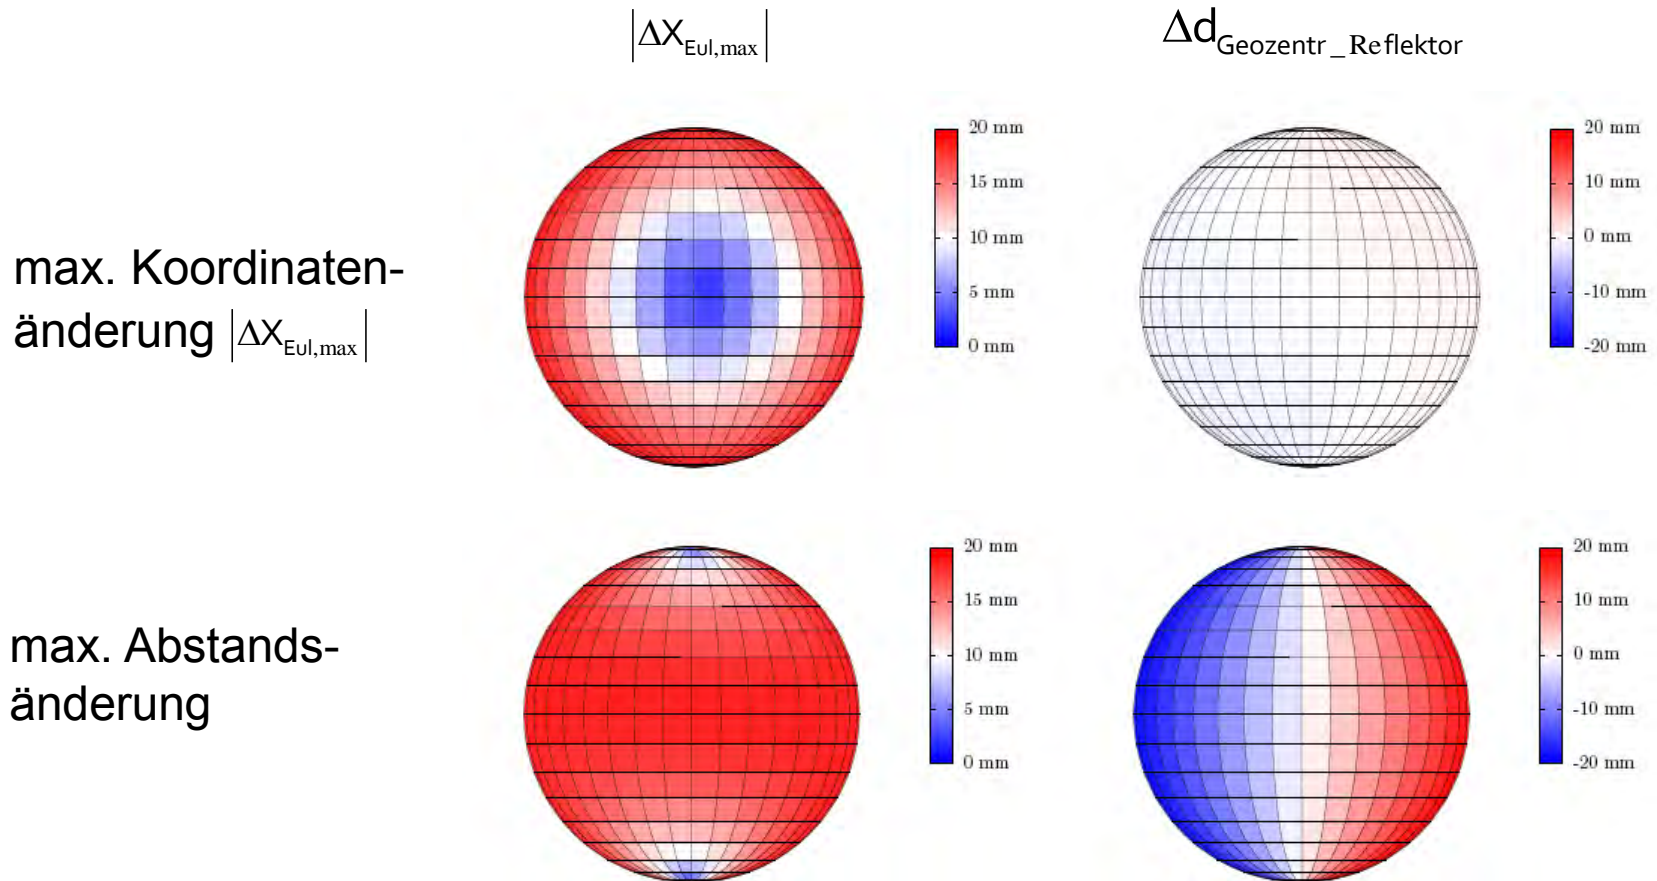 |ΔX_Eul,max|
Δd_Geozentr_Reflektor
20 mm
15 mm
10 mm
5 mm
0 mm
20 mm
10 mm
0 mm
-10 mm
-20 mm
max. Koordinaten-
änderung |ΔX_Eul,max|
20 mm
15 mm
10 mm
5 mm
0 mm
20 mm
10 mm
0 mm
-10 mm
-20 mm
max. Abstands-
änderung